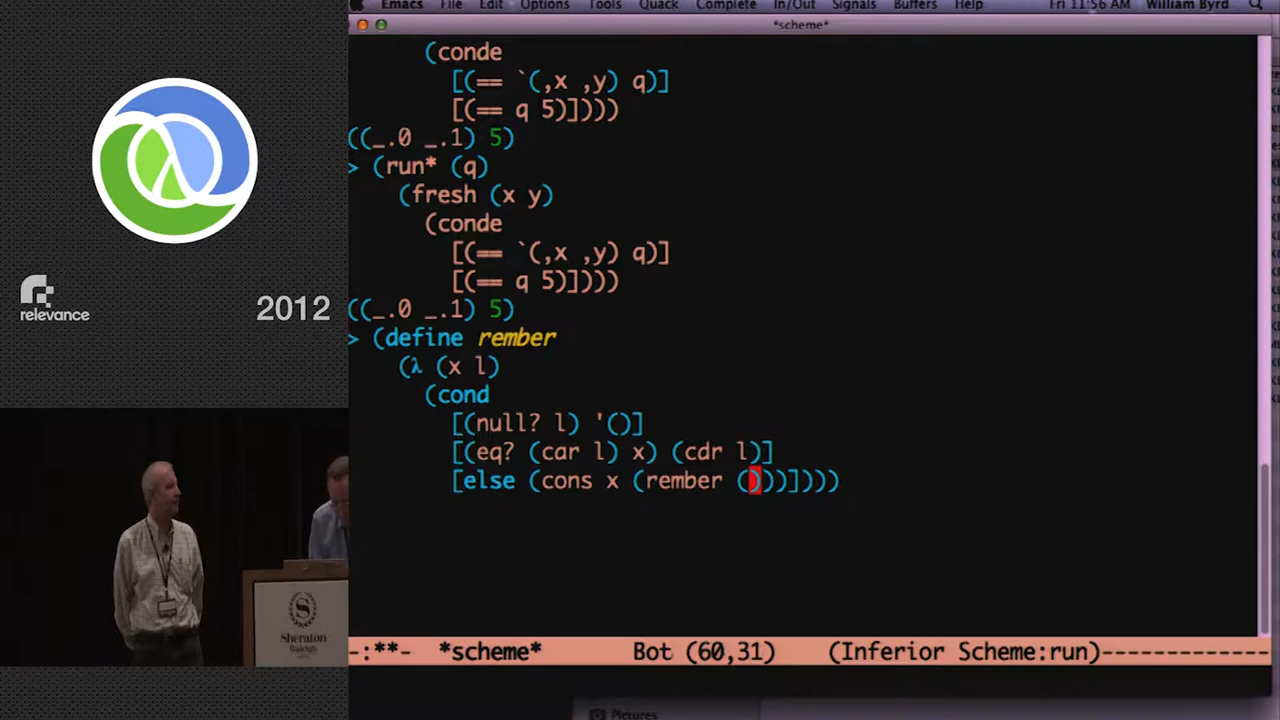 Emacs File Edit Options Tools Quack Complete In/Out Signals Buffers Help Fri 11:56 AM William Byrd
*scheme*
(conde
[(== `(,x ,y) q)]
[(== q 5)])))
((_.0 _.1) 5)
> (run* (q)
(fresh (x y)
(conde
[(== `(,x ,y) q)]
[(== q 5)])))
((_.0 _.1) 5)
> (define rember
(λ (x l)
(cond
[(null? l) '()]
[(eq? (car l) x) (cdr l)]
[else (cons x (rember ()))])))
-:**- *scheme* Bot (60,31) (Inferior Scheme:run)-------------
relevance
2012
Sheraton
Raleigh
Pictures